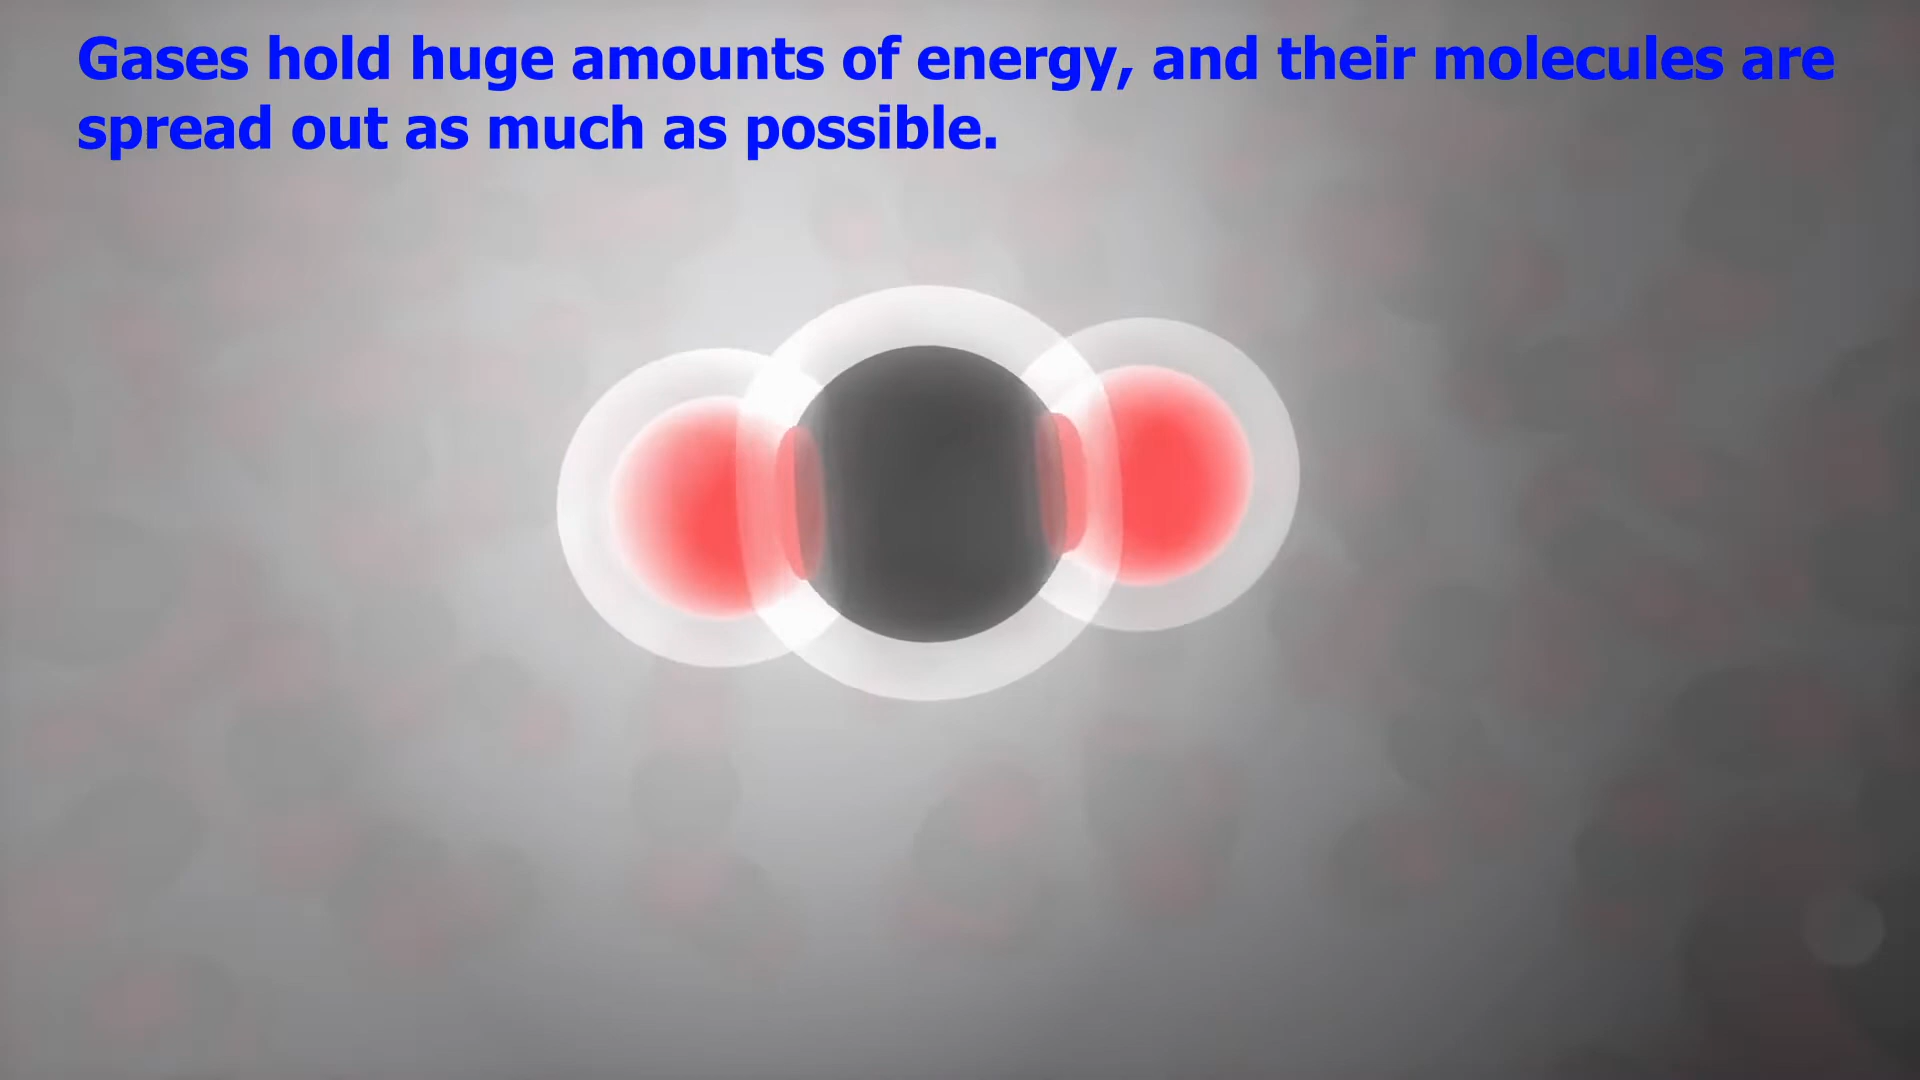 Gases hold huge amounts of energy, and their molecules are
spread out as much as possible.